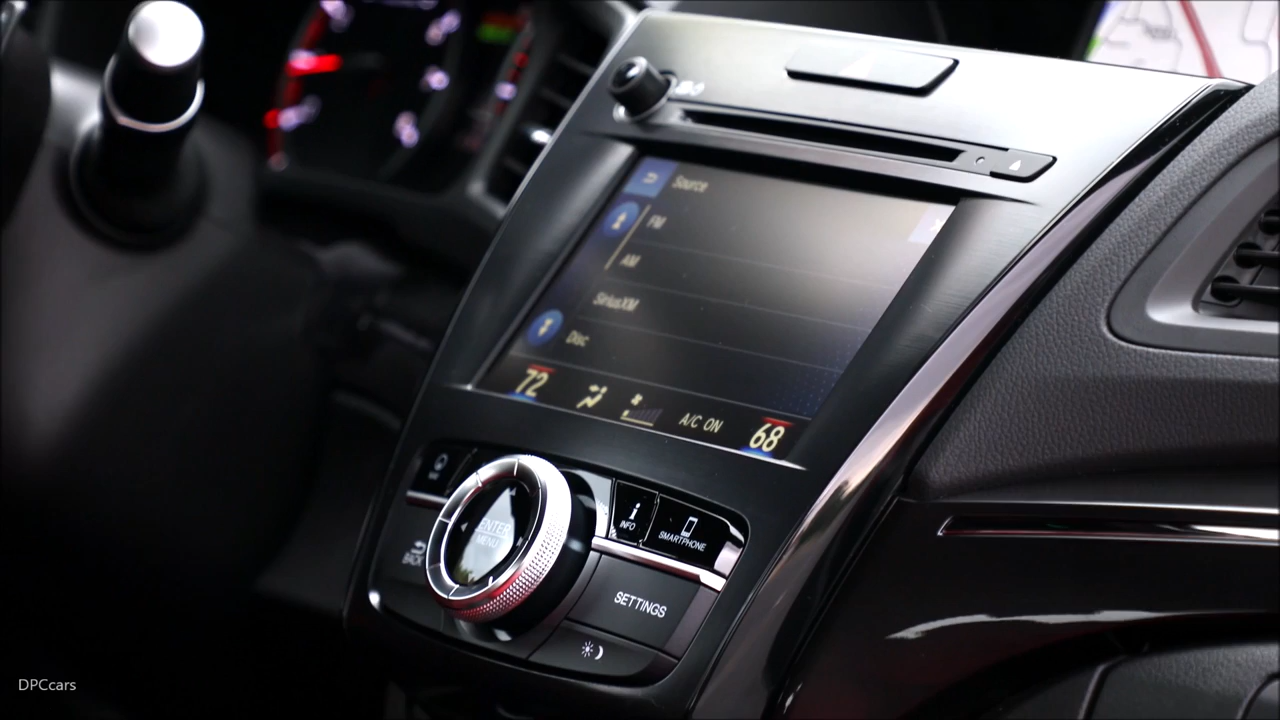 Source
FM
AM
SiriusXM
Disc
72
A/C ON
68
ENTER
MENU
BACK
INFO
SMARTPHONE
SETTINGS
DPCcars